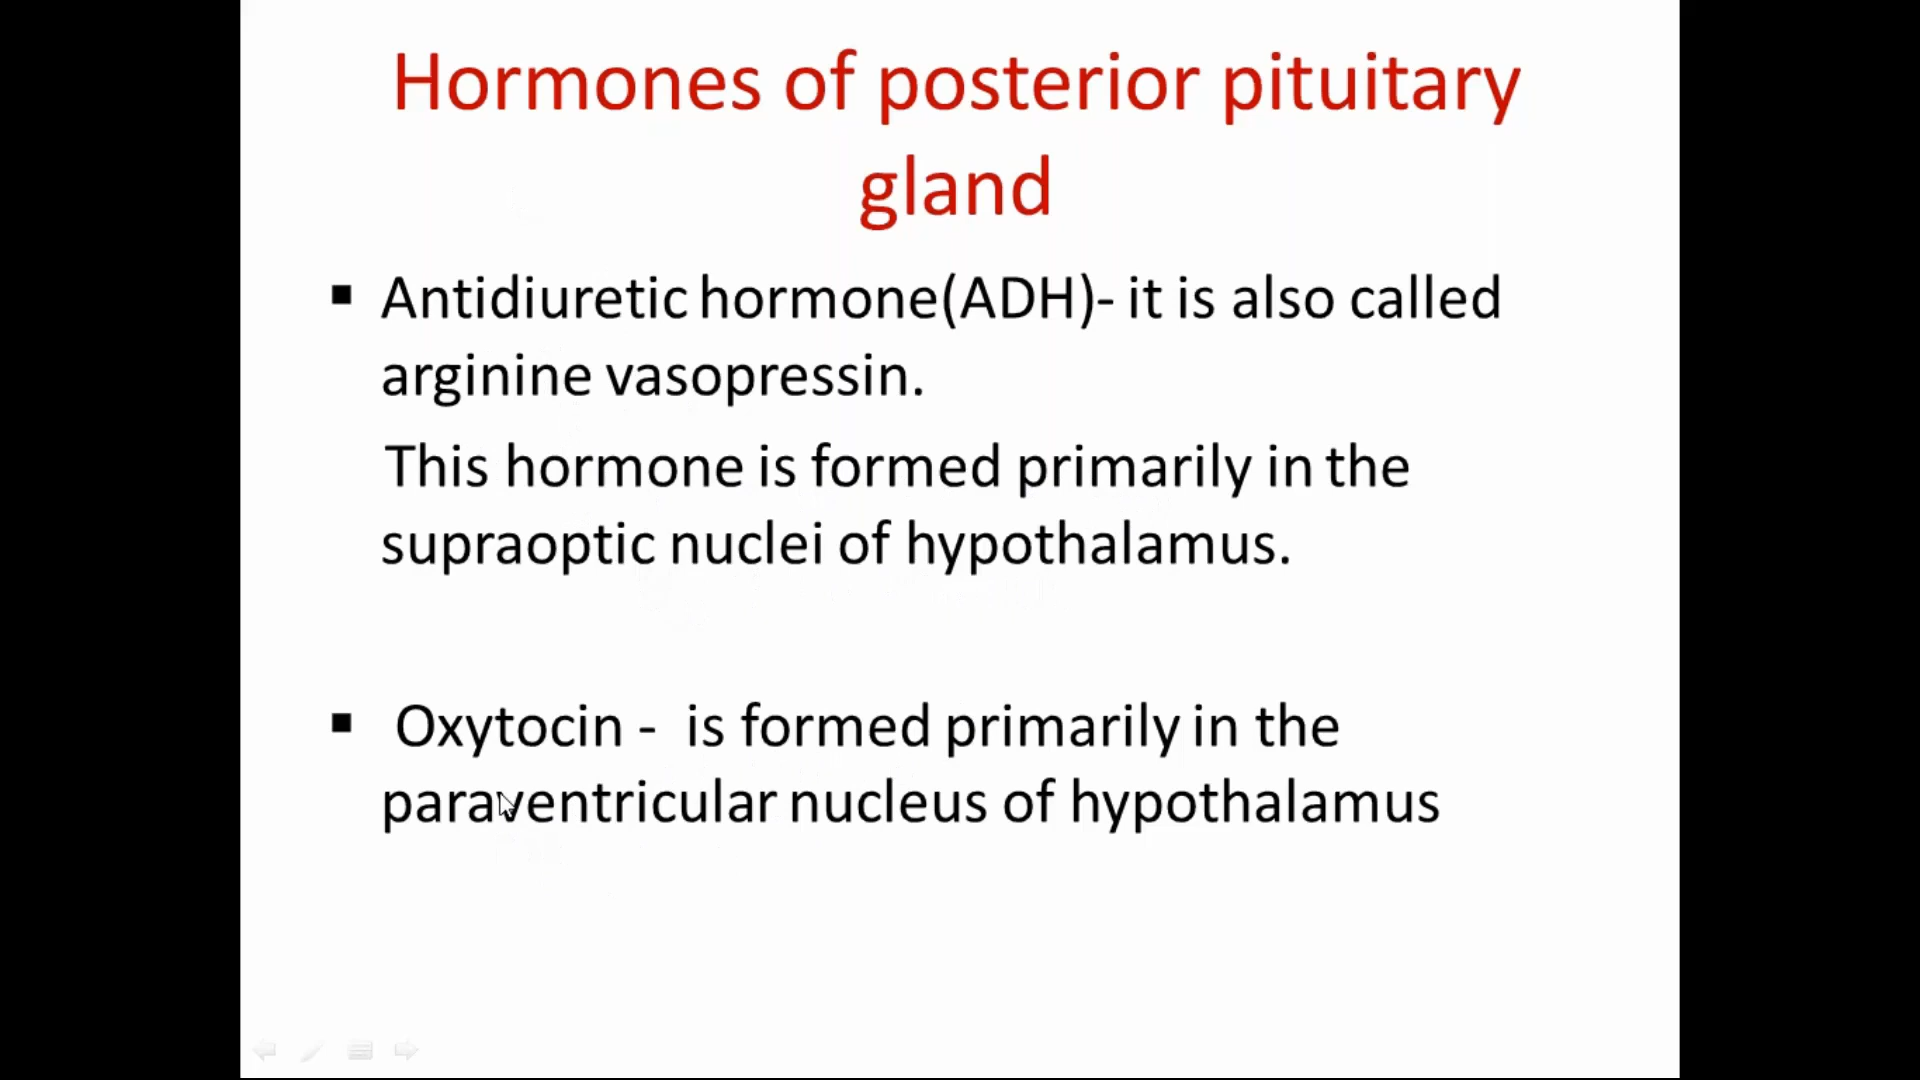 Hormones of posterior pituitary
gland
▪ Antidiuretic hormone(ADH)- it is also called
arginine vasopressin.
This hormone is formed primarily in the
supraoptic nuclei of hypothalamus.
▪ Oxytocin - is formed primarily in the
paraventricular nucleus of hypothalamus